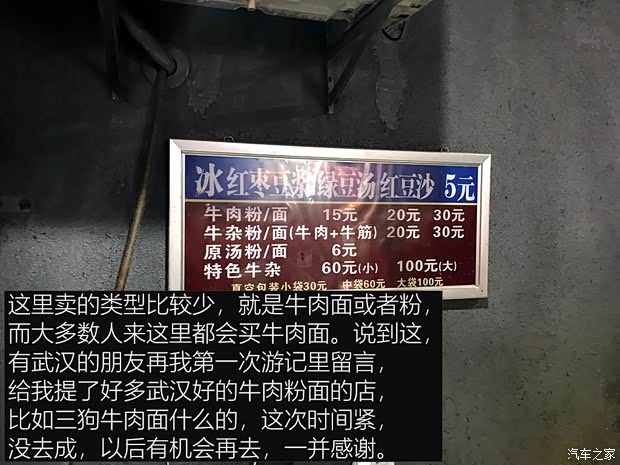 冰 红枣豆浆 绿豆汤 红豆沙 5元
牛肉粉/面 15元 20元 30元
牛杂粉/面(牛肉+牛筋) 20元 30元
原汤粉/面 6元
特色牛杂 60元(小) 100元(大)
真空包装小袋30元 中袋60元 大袋100元
这里卖的类型比较少，就是牛肉面或者粉，
而大多数人来这里都会买牛肉面。说到这，
有武汉的朋友再我第一次游记里留言，
给我提了好多武汉好的牛肉粉面的店，
比如三狗牛肉面什么的，这次时间紧，
没去成，以后有机会再去，一并感谢。
汽车之家